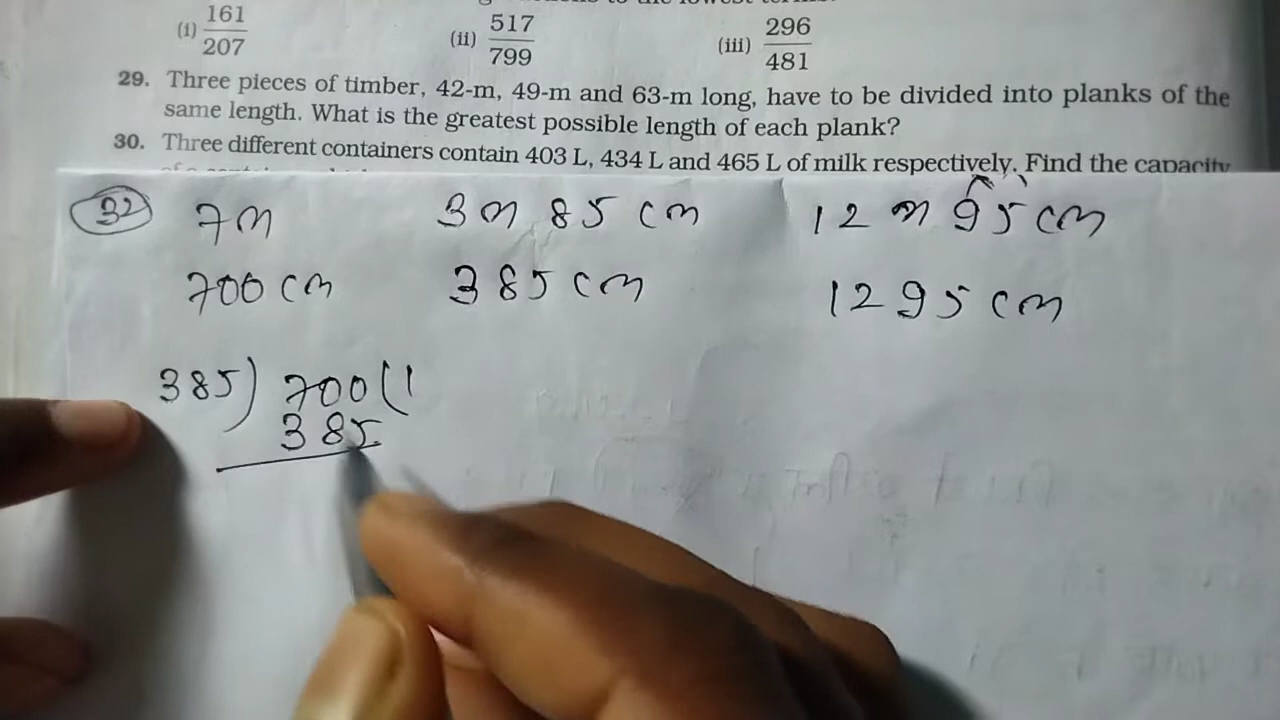 (i) 161/207 (ii) 517/799 (iii) 296/481
29. Three pieces of timber, 42-m, 49-m and 63-m long, have to be divided into planks of the
same length. What is the greatest possible length of each plank?
30. Three different containers contain 403 L, 434 L and 465 L of milk respectively. Find the capacity
32 7m 3m 85 cm 12 m 95 cm
700 cm 385 cm 1295 cm
385) 700 (1
385